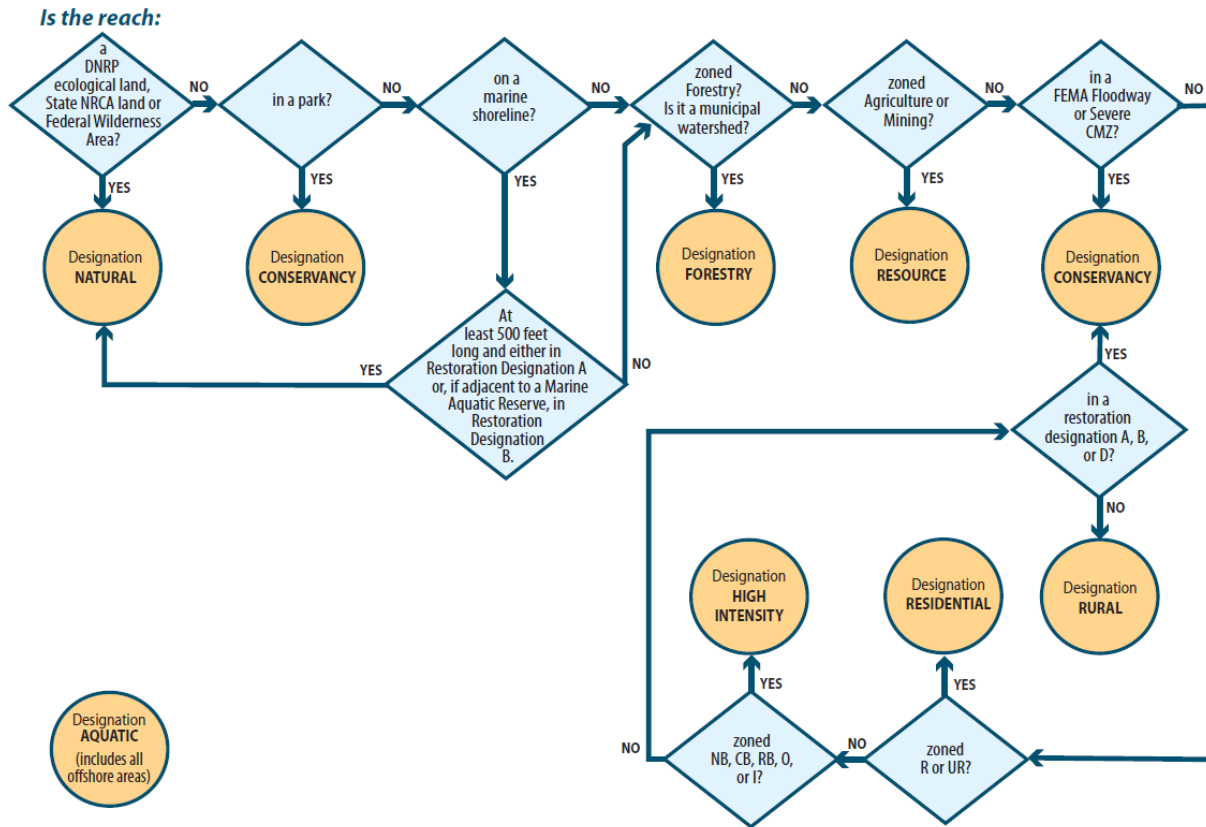 Is the reach:
a
DNRP
ecological land,
State NRCA land or
Federal Wilderness
Area?
NO
in a park?
NO
on a
marine
shoreline?
NO
zoned
Forestry?
Is it a municipal
watershed?
NO
zoned
Agriculture or
Mining?
NO
in a
FEMA Floodway
or Severe
CMZ?
NO
YES
YES
YES
YES
YES
YES
Designation
NATURAL
Designation
CONSERVANCY
Designation
FORESTRY
Designation
RESOURCE
Designation
CONSERVANCY
At
least 500 feet
long and either in
Restoration Designation A
or, if adjacent to a Marine
Aquatic Reserve, in
Restoration
Designation
B.
YES
NO
YES
in a
restoration
designation A, B,
or D?
NO
Designation
HIGH
INTENSITY
Designation
RESIDENTIAL
Designation
RURAL
YES
YES
Designation
AQUATIC
(includes all
offshore areas)
NO
zoned
NB, CB, RB, O,
or I?
NO
zoned
R or UR?